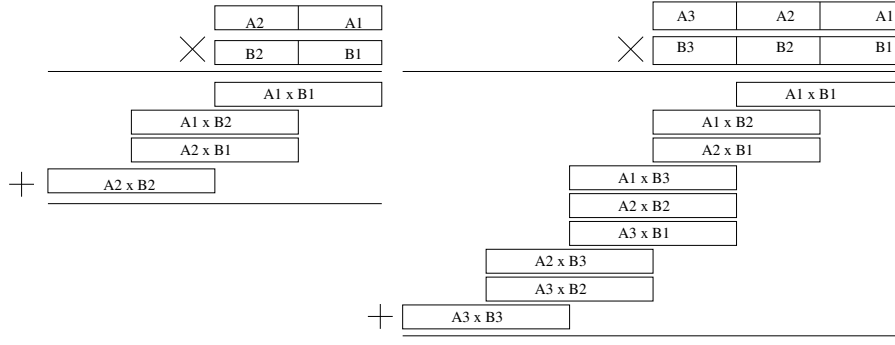 A2 A1
× B2 B1
A1 x B1
A1 x B2
A2 x B1
+ A2 x B2
A3 A2 A1
× B3 B2 B1
A1 x B1
A1 x B2
A2 x B1
A1 x B3
A2 x B2
A3 x B1
A2 x B3
A3 x B2
+ A3 x B3